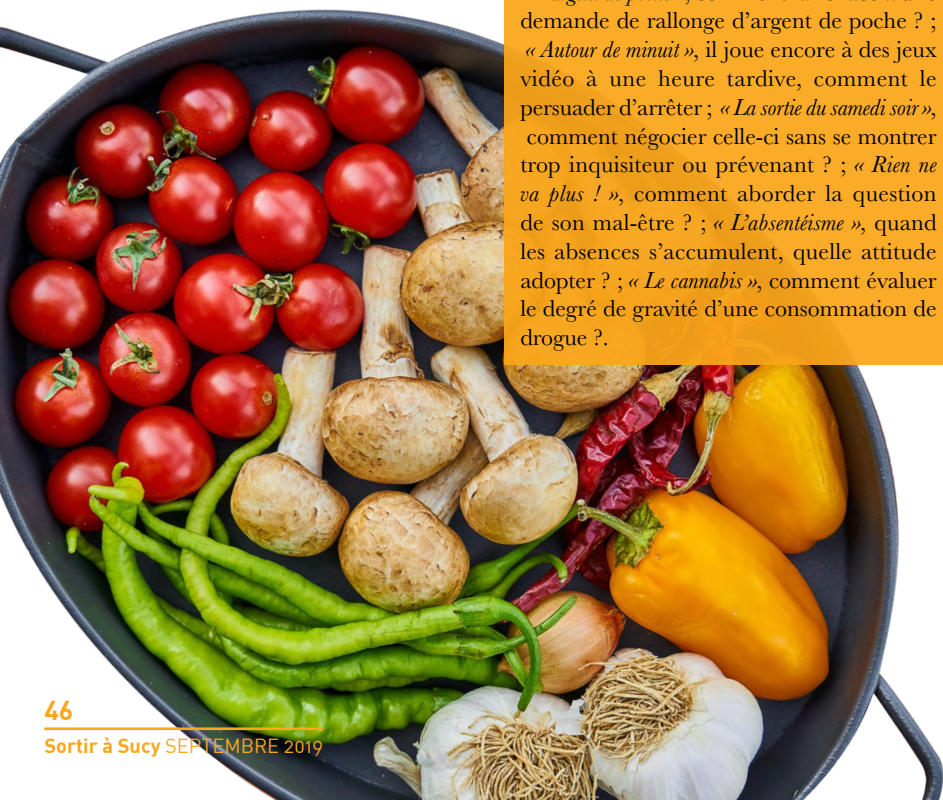 demande de rallonge d'argent de poche ? ;
« Autour de minuit », il joue encore à des jeux
vidéo à une heure tardive, comment le
persuader d'arrêter ; « La sortie du samedi soir »,
comment négocier celle-ci sans se montrer
trop inquisiteur ou prévenant ? ; « Rien ne
va plus ! », comment aborder la question
de son mal-être ? ; « L'absentéisme », quand
les absences s'accumulent, quelle attitude
adopter ? ; « Le cannabis », comment évaluer
le degré de gravité d'une consommation de
drogue ?.
46
Sortir à Sucy SEPTEMBRE 2019